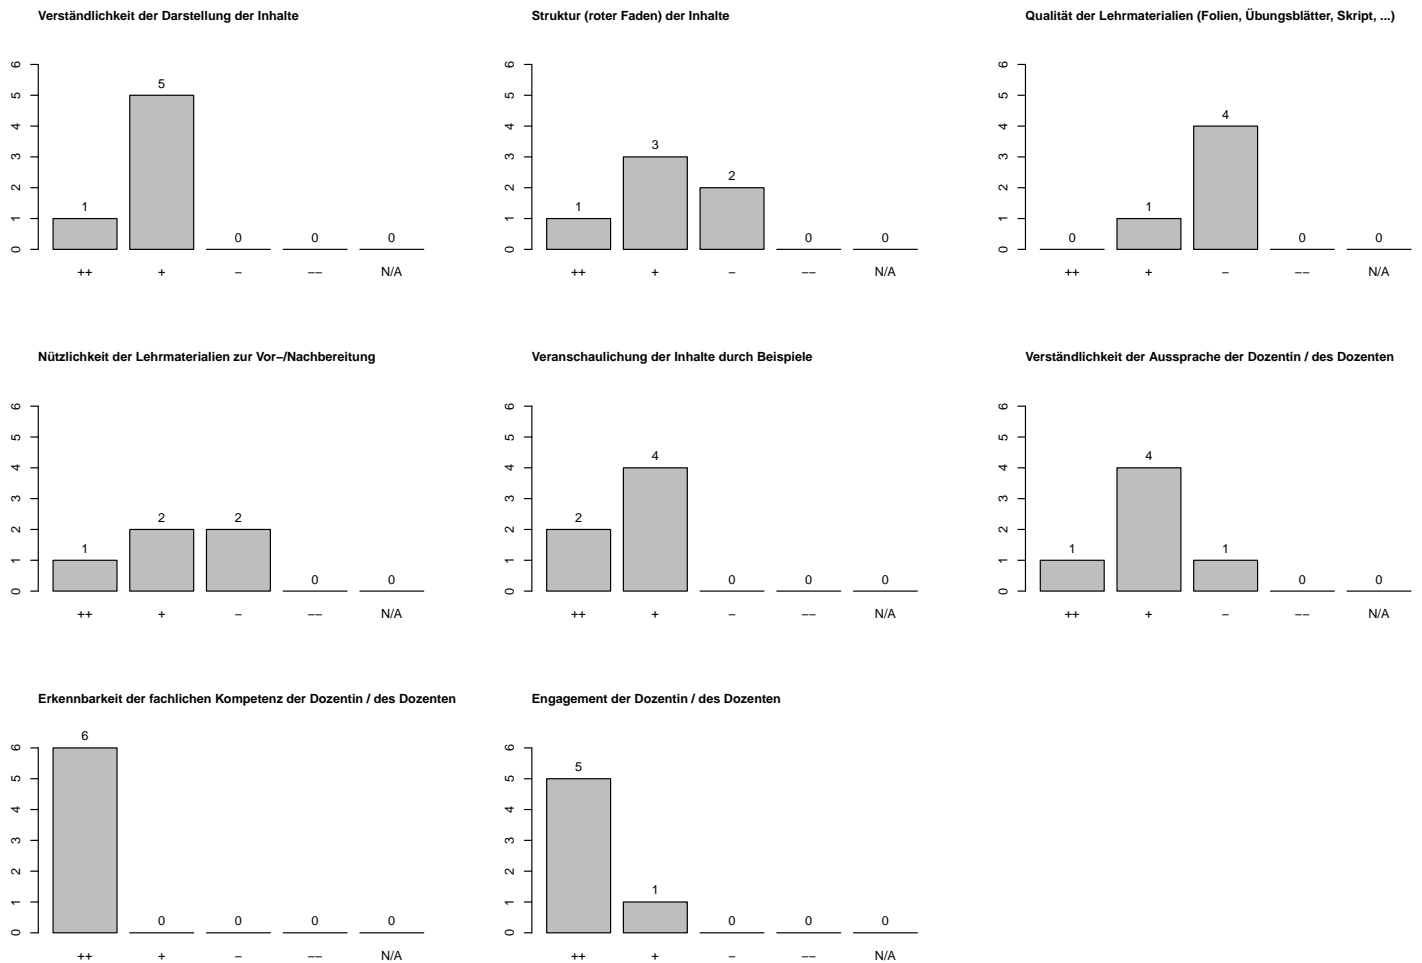 Verständlichkeit der Darstellung der Inhalte
6
5
4
3
2
1
0
1 5 0 0 0
++ + − −− N/A
Struktur (roter Faden) der Inhalte
6
5
4
3
2
1
0
1 3 2 0 0
++ + − −− N/A
Qualität der Lehrmaterialien (Folien, Übungsblätter, Skript, ...)
6
5
4
3
2
1
0
0 1 4 0 0
++ + − −− N/A
Nützlichkeit der Lehrmaterialien zur Vor−/Nachbereitung
6
5
4
3
2
1
0
1 2 2 0 0
++ + − −− N/A
Veranschaulichung der Inhalte durch Beispiele
6
5
4
3
2
1
0
2 4 0 0 0
++ + − −− N/A
Verständlichkeit der Aussprache der Dozentin / des Dozenten
6
5
4
3
2
1
0
1 4 1 0 0
++ + − −− N/A
Erkennbarkeit der fachlichen Kompetenz der Dozentin / des Dozenten
6
5
4
3
2
1
0
6 0 0 0 0
++ + − −− N/A
Engagement der Dozentin / des Dozenten
6
5
4
3
2
1
0
5 1 0 0 0
++ + − −− N/A